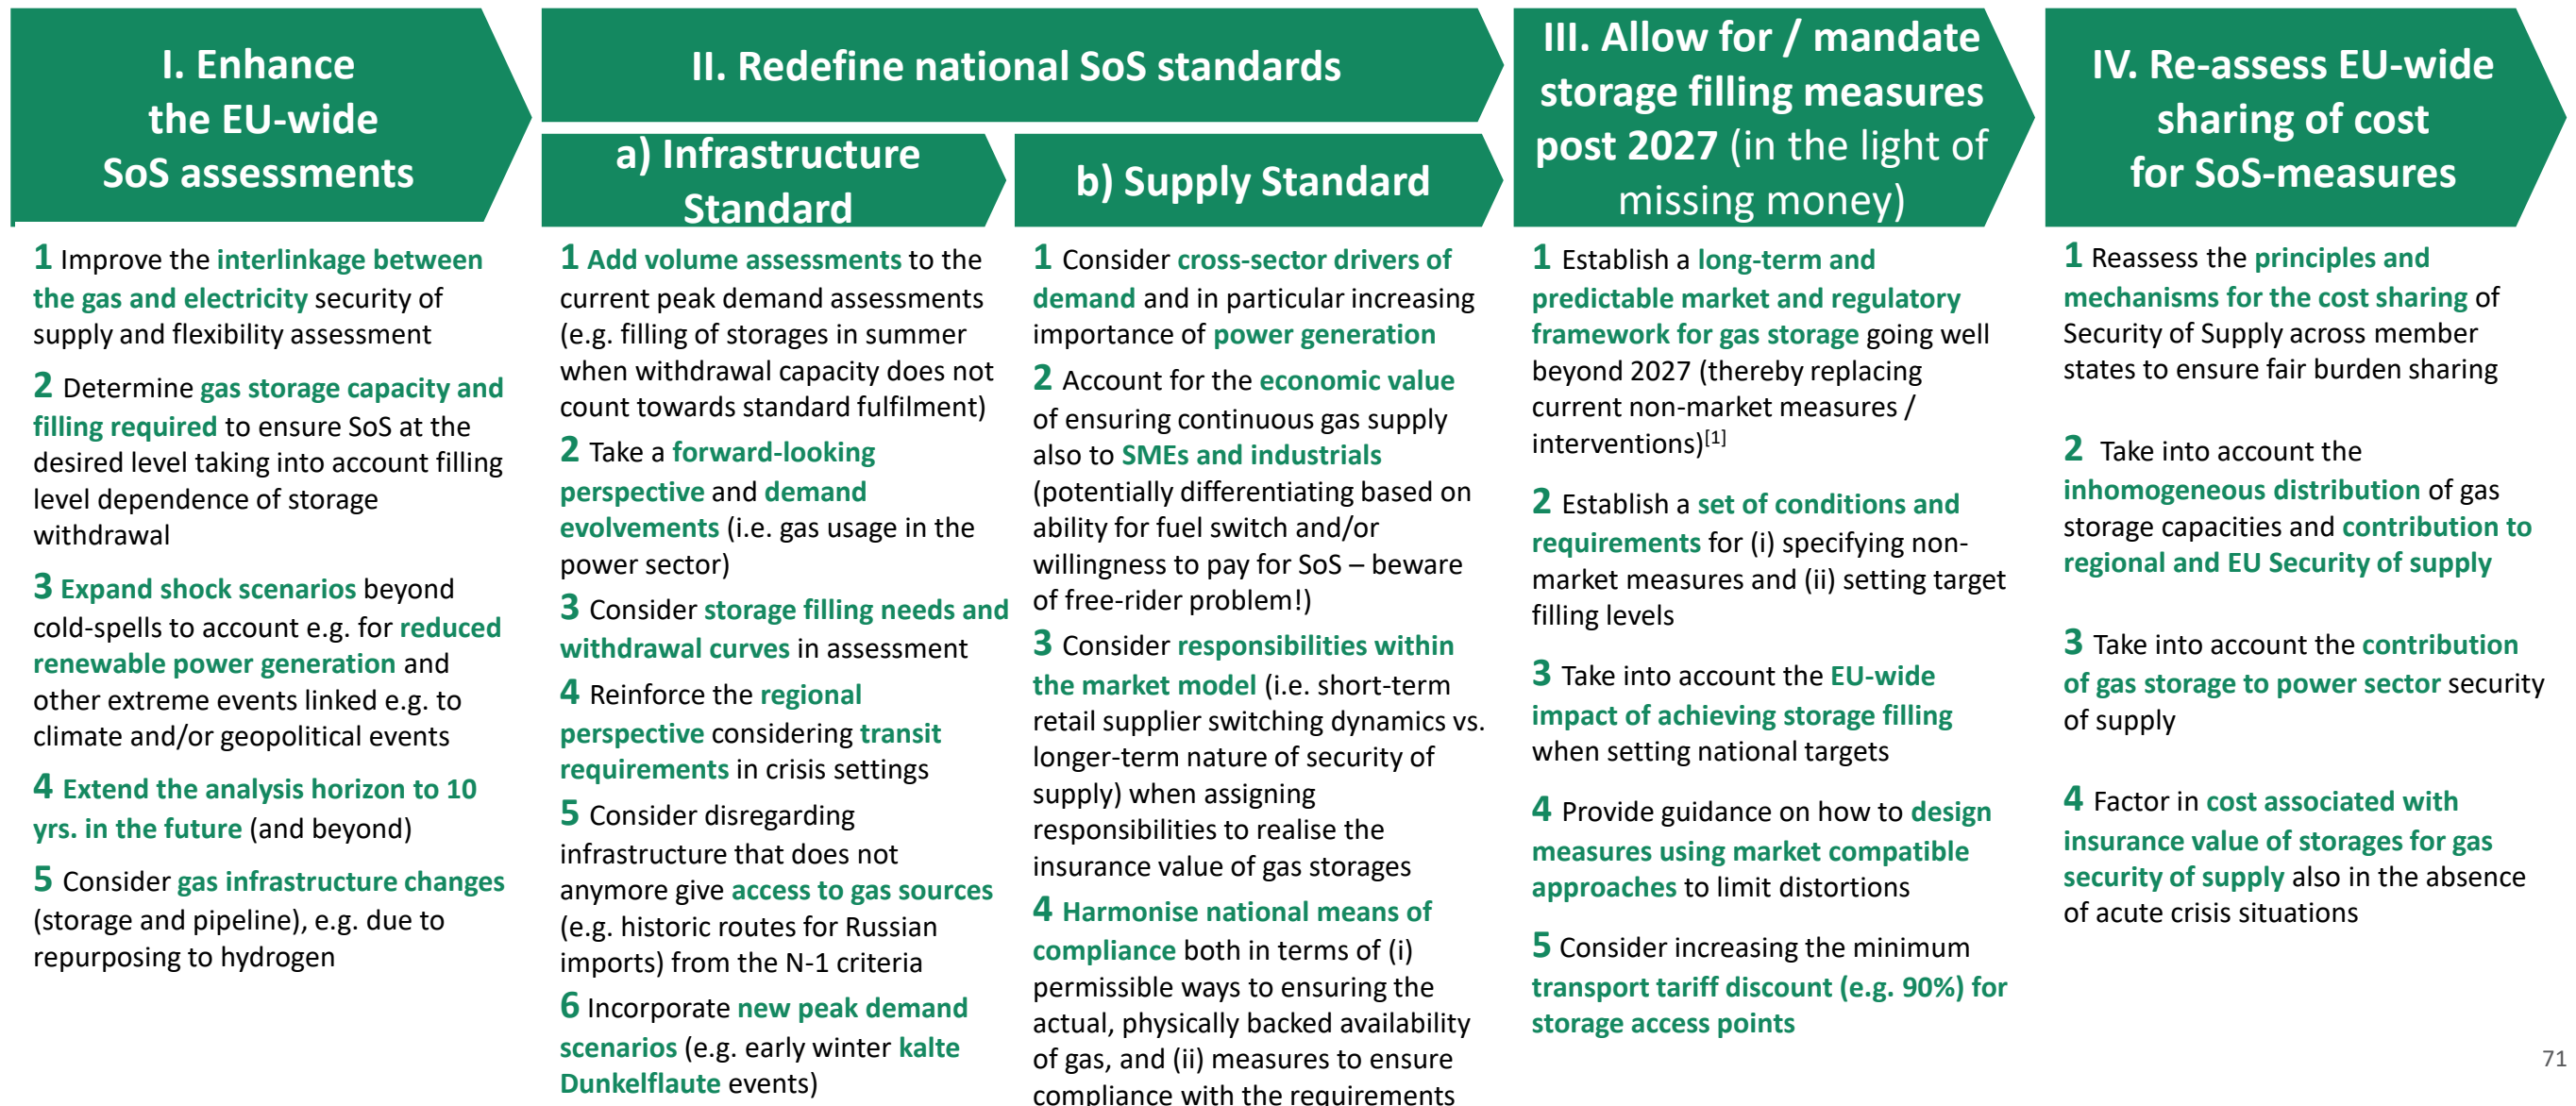 I. Enhance
the EU-wide
SoS assessments
1 Improve the interlinkage between
the gas and electricity security of
supply and flexibility assessment
2 Determine gas storage capacity and
filling required to ensure SoS at the
desired level taking into account filling
level dependence of storage
withdrawal
3 Expand shock scenarios beyond
cold-spells to account e.g. for reduced
renewable power generation and
other extreme events linked e.g. to
climate and/or geopolitical events
4 Extend the analysis horizon to 10
yrs. in the future (and beyond)
5 Consider gas infrastructure changes
(storage and pipeline), e.g. due to
repurposing to hydrogen
II. Redefine national SoS standards
a) Infrastructure
Standard
1 Add volume assessments to the
current peak demand assessments
(e.g. filling of storages in summer
when withdrawal capacity does not
count towards standard fulfilment)
2 Take a forward-looking
perspective and demand
evolvements (i.e. gas usage in the
power sector)
3 Consider storage filling needs and
withdrawal curves in assessment
4 Reinforce the regional
perspective considering transit
requirements in crisis settings
5 Consider disregarding
infrastructure that does not
anymore give access to gas sources
(e.g. historic routes for Russian
imports) from the N-1 criteria
6 Incorporate new peak demand
scenarios (e.g. early winter kalte
Dunkelflaute events)
b) Supply Standard
1 Consider cross-sector drivers of
demand and in particular increasing
importance of power generation
2 Account for the economic value
of ensuring continuous gas supply
also to SMEs and industrials
(potentially differentiating based on
ability for fuel switch and/or
willingness to pay for SoS – beware
of free-rider problem!)
3 Consider responsibilities within
the market model (i.e. short-term
retail supplier switching dynamics vs.
longer-term nature of security of
supply) when assigning
responsibilities to realise the
insurance value of gas storages
4 Harmonise national means of
compliance both in terms of (i)
permissible ways to ensuring the
actual, physically backed availability
of gas, and (ii) measures to ensure
compliance with the requirements
III. Allow for / mandate
storage filling measures
post 2027 (in the light of
missing money)
1 Establish a long-term and
predictable market and regulatory
framework for gas storage going well
beyond 2027 (thereby replacing
current non-market measures /
interventions)[1]
2 Establish a set of conditions and
requirements for (i) specifying non-
market measures and (ii) setting target
filling levels
3 Take into account the EU-wide
impact of achieving storage filling
when setting national targets
4 Provide guidance on how to design
measures using market compatible
approaches to limit distortions
5 Consider increasing the minimum
transport tariff discount (e.g. 90%) for
storage access points
IV. Re-assess EU-wide
sharing of cost
for SoS-measures
1 Reassess the principles and
mechanisms for the cost sharing of
Security of Supply across member
states to ensure fair burden sharing
2 Take into account the
inhomogeneous distribution of gas
storage capacities and contribution to
regional and EU Security of supply
3 Take into account the contribution
of gas storage to power sector security
of supply
4 Factor in cost associated with
insurance value of storages for gas
security of supply also in the absence
of acute crisis situations
71